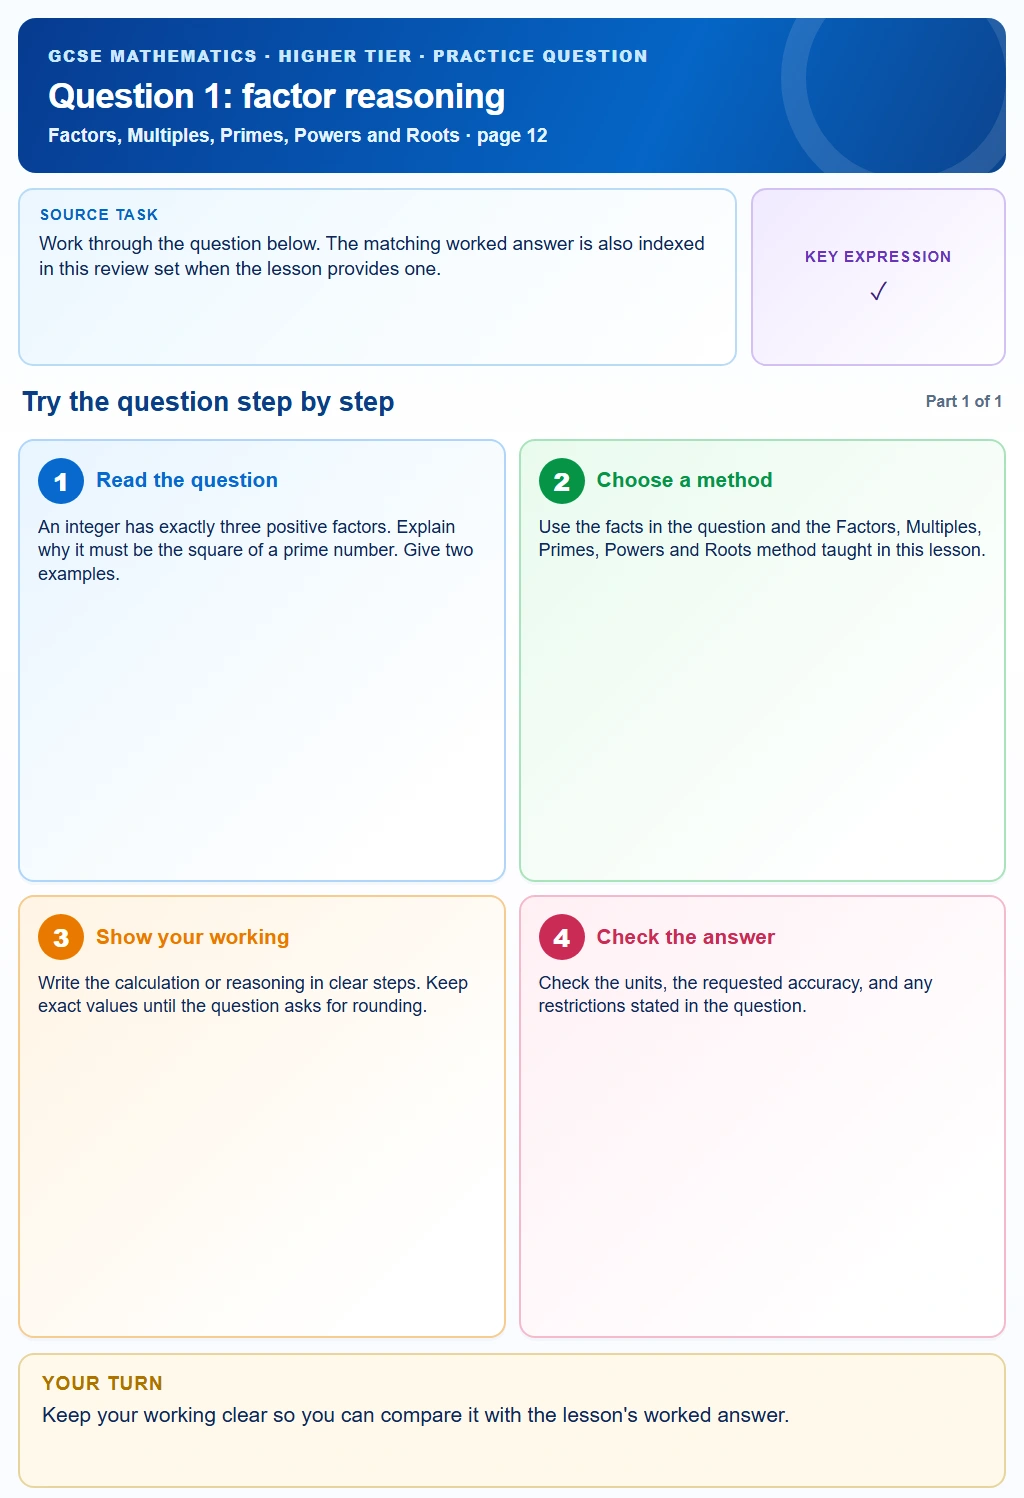 GCSE MATHEMATICS · HIGHER TIER · PRACTICE QUESTION
Question 1: factor reasoning
Factors, Multiples, Primes, Powers and Roots · page 12
SOURCE TASK
Work through the question below. The matching worked answer is also indexed
in this review set when the lesson provides one.
KEY EXPRESSION
✓
Try the question step by step
Part 1 of 1
1 Read the question
An integer has exactly three positive factors. Explain
why it must be the square of a prime number. Give two
examples.
2 Choose a method
Use the facts in the question and the Factors, Multiples,
Primes, Powers and Roots method taught in this lesson.
3 Show your working
Write the calculation or reasoning in clear steps. Keep
exact values until the question asks for rounding.
4 Check the answer
Check the units, the requested accuracy, and any
restrictions stated in the question.
YOUR TURN
Keep your working clear so you can compare it with the lesson's worked answer.